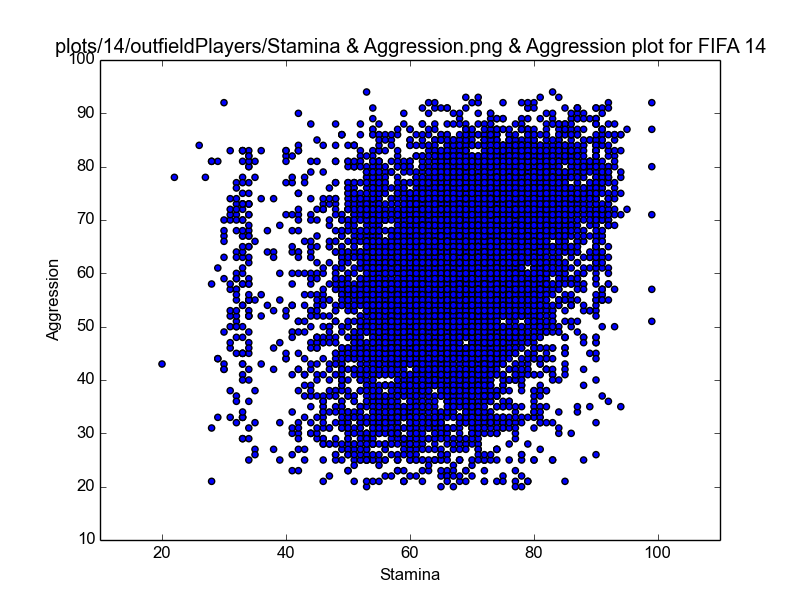 plots/14/outfieldPlayers/Stamina & Aggression.png & Aggression plot for FIFA 14
100
90
80
70
60
50
40
30
20
10
Aggression
20 40 60 80 100
Stamina